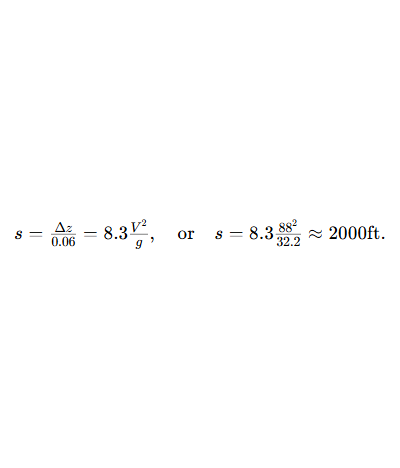 s = Δz/0.06 = 8.3 V²/g, or s = 8.3 88²/32.2 ≈ 2000ft.